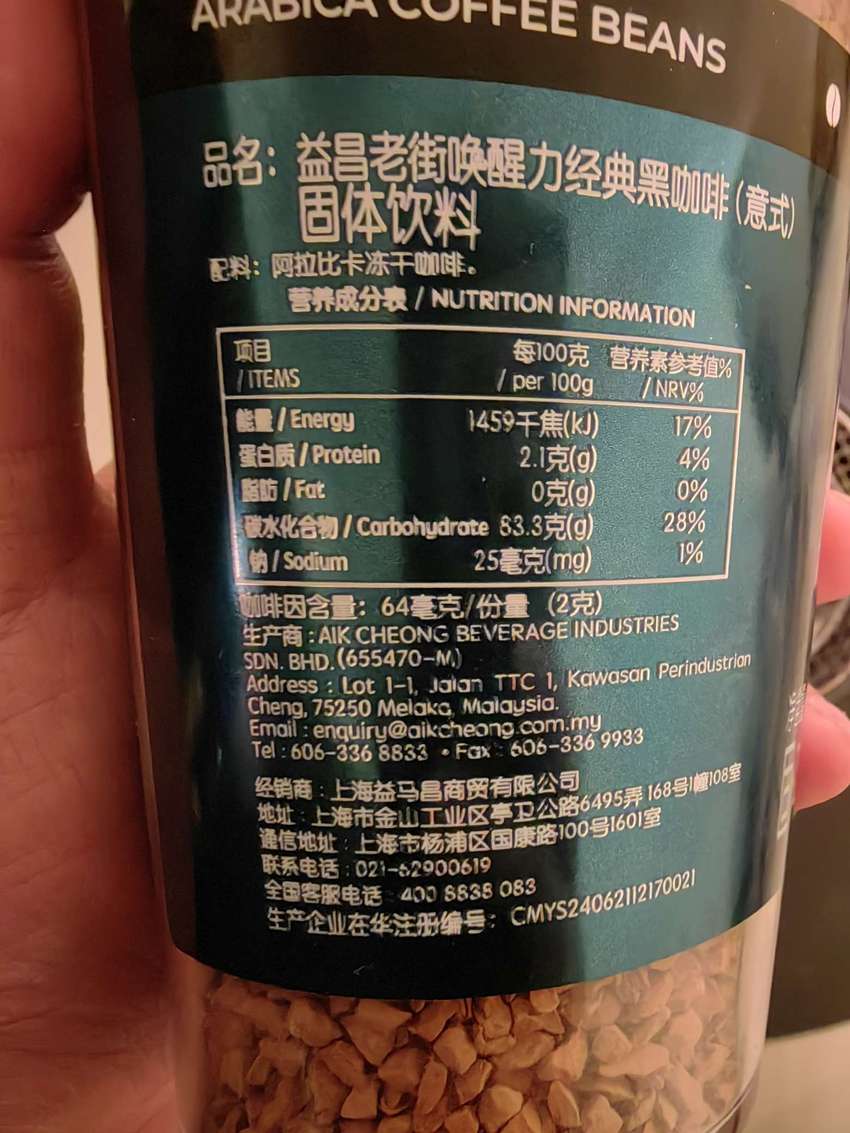 ARABICA COFFEE BEANS
品名：益昌老街唤醒力经典黑咖啡（意式）
固体饮料
配料：阿拉比卡冻干咖啡。
营养成分表 / NUTRITION INFORMATION
项目 每100克 营养素参考值%
/ ITEMS / per 100g / NRV%
能量 / Energy 1459千焦(kJ) 17%
蛋白质 / Protein 2.1克(g) 4%
脂肪 / Fat 0克(g) 0%
碳水化合物 / Carbohydrate 83.3克(g) 28%
钠 / Sodium 25毫克(mg) 1%
咖啡因含量：64毫克/份量 （2克）
生产商 : AIK CHEONG BEVERAGE INDUSTRIES
SDN. BHD. (655470-M)
Address : Lot 1-1, Jalan TTC 1, Kawasan Perindustrian
Cheng, 75250 Melaka, Malaysia.
Email : enquiry@aikcheong.com.my
Tel : 606-336 8833 • Fax : 606-336 9933
经销商 : 上海益马昌商贸有限公司
地址 : 上海市金山工业区亭卫公路6495弄168号1幢108室
通信地址 : 上海市杨浦区国康路100号1601室
联系电话 : 021-62900619
全国客服电话 400 8838 083
生产企业在华注册编号：CMYS24062112170021